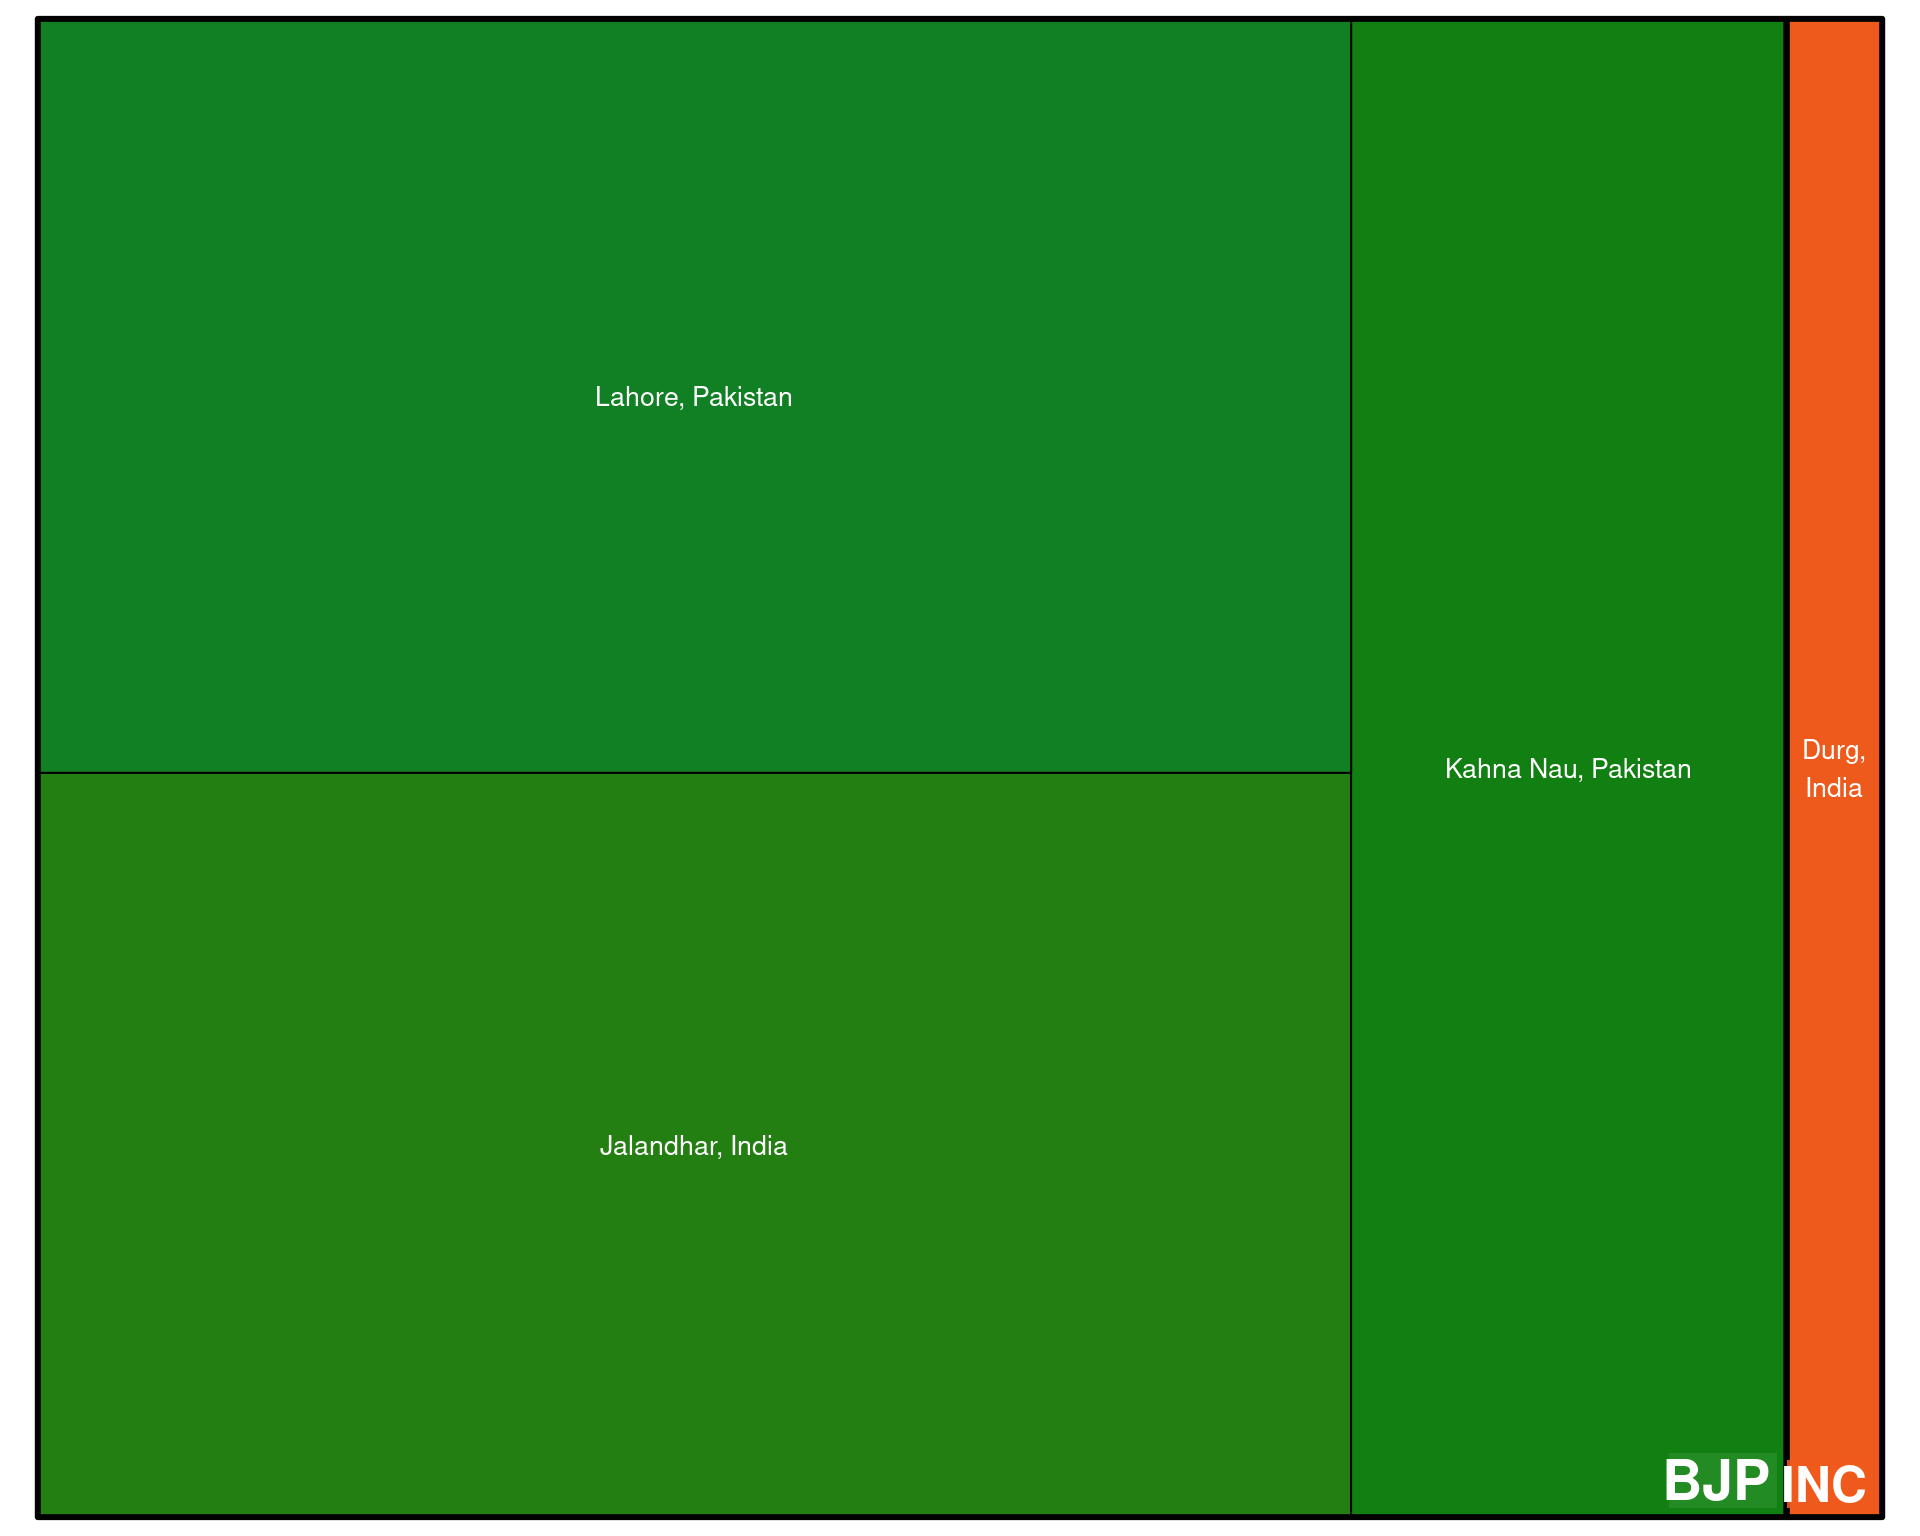 Lahore, Pakistan
Jalandhar, India
Kahna Nau, Pakistan
Durg,
India
BJP
INC